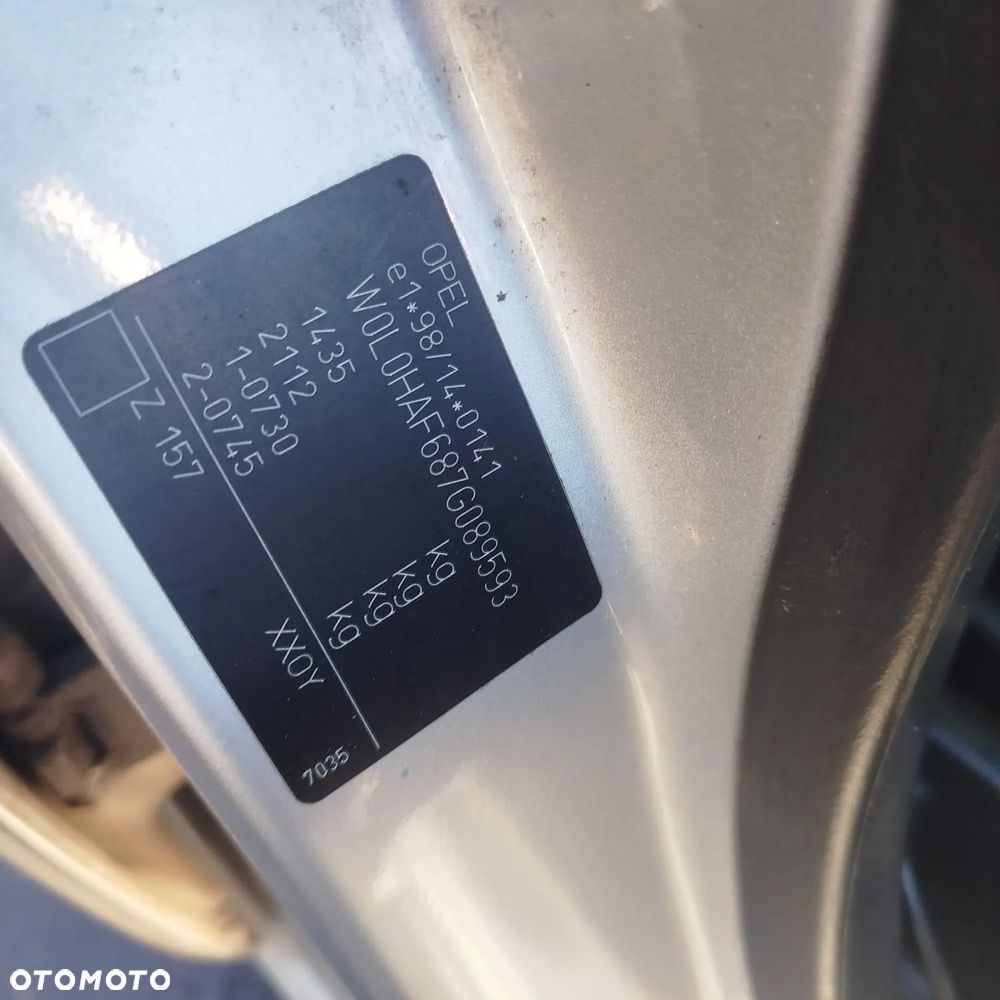 OPEL
e1*98/14*0141
W0L0HAF687G089593
1435 kg
2112 kg
1-0730 kg
2-0745 kg
Z 157 XX0Y
7035
OTOMOTO